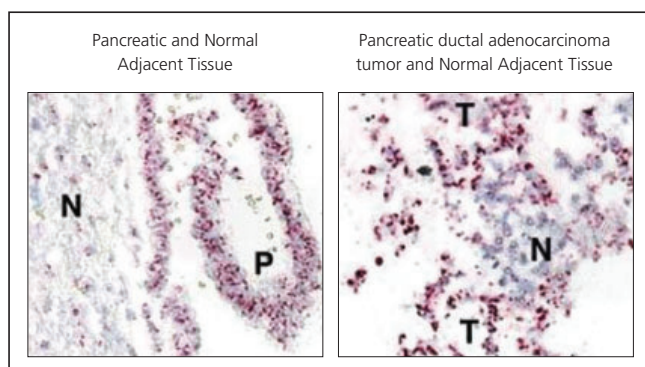 Pancreatic and Normal
Adjacent Tissue
Pancreatic ductal adenocarcinoma
tumor and Normal Adjacent Tissue
N
P
T
N
T